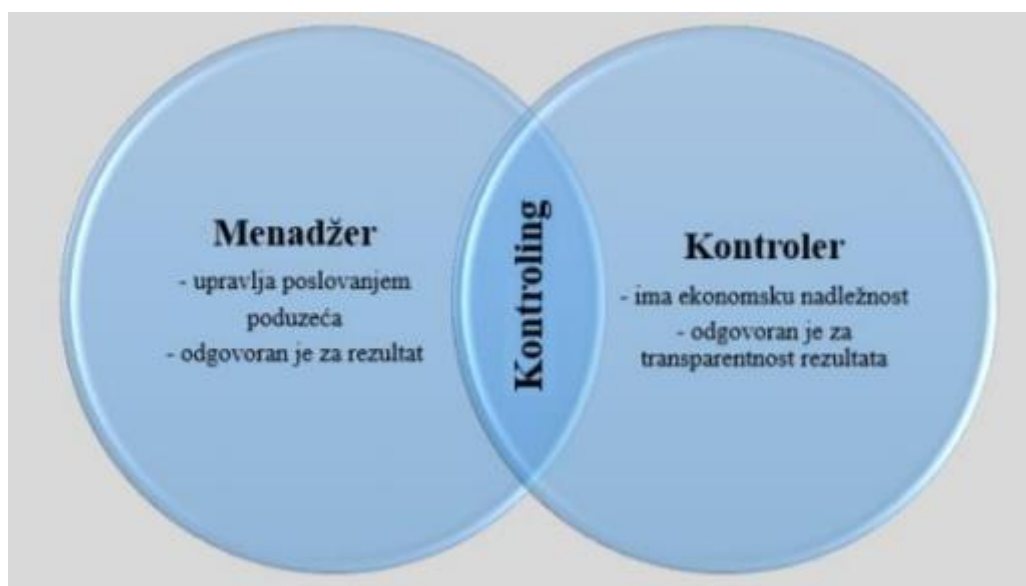 Menadžer
- upravlja poslovanjem
poduzeća
- odgovoran je za rezultat
Kontroling
Kontroler
- ima ekonomsku nadležnost
- odgovoran je za
transparentnost rezultata